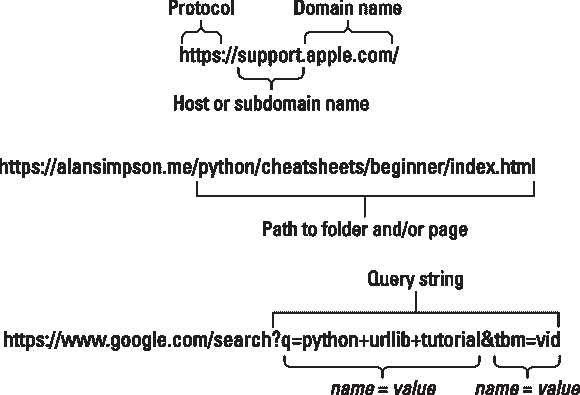 Protocol Domain name
https://support.apple.com/
Host or subdomain name
https://alansimpson.me/python/cheatsheets/beginner/index.html
Path to folder and/or page
Query string
https://www.google.com/search?q=python+urllib+tutorial&tbm=vid
name = value name = value